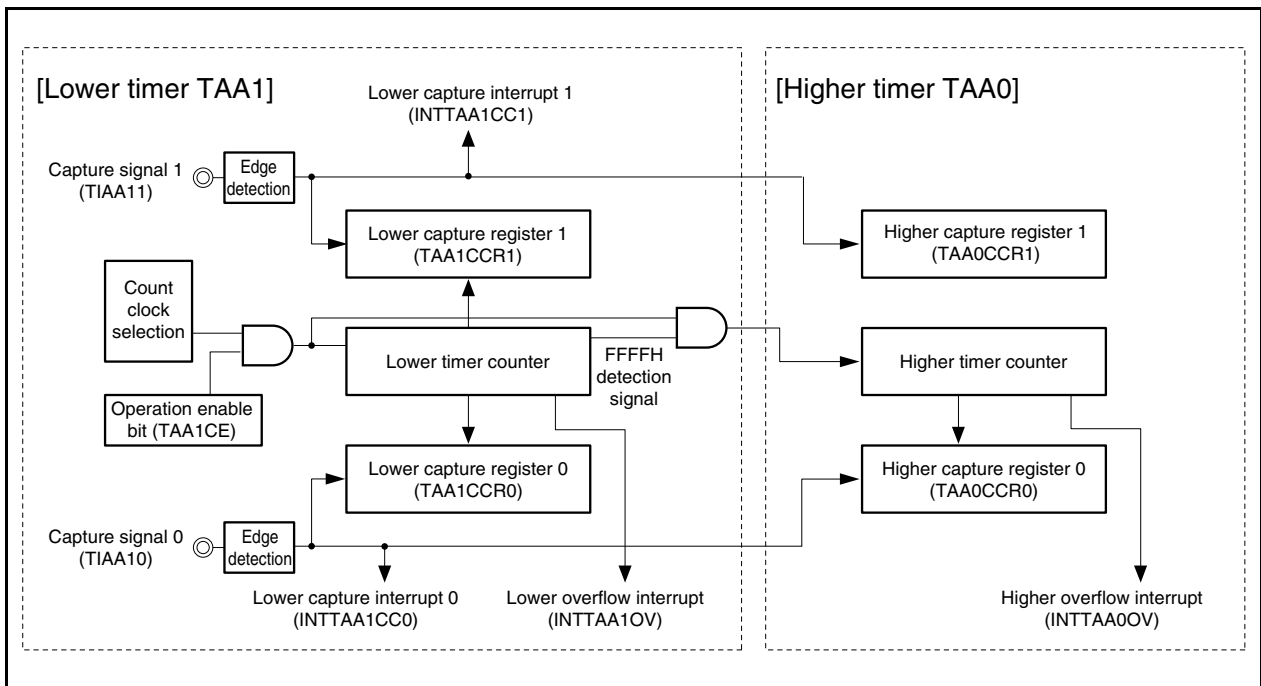 [Lower timer TAA1]
Lower capture interrupt 1
(INTTAA1CC1)
Capture signal 1
(TIAA11)
Edge
detection
Lower capture register 1
(TAA1CCR1)
Count
clock
selection
Lower timer counter
FFFFH
detection
signal
Operation enable
bit (TAA1CE)
Lower capture register 0
(TAA1CCR0)
Capture signal 0
(TIAA10)
Edge
detection
Lower capture interrupt 0
(INTTAA1CC0)
Lower overflow interrupt
(INTTAA1OV)
[Higher timer TAA0]
Higher capture register 1
(TAA0CCR1)
Higher timer counter
Higher capture register 0
(TAA0CCR0)
Higher overflow interrupt
(INTTAA0OV)